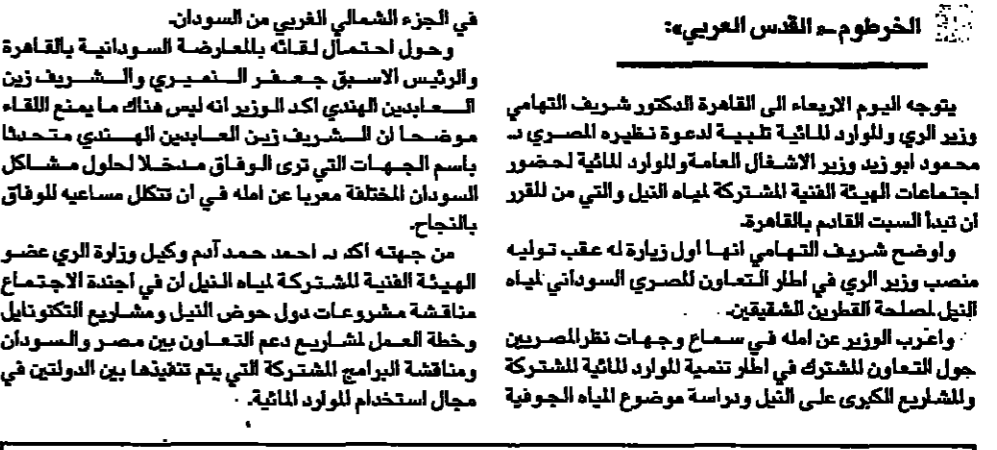 الخرطوم ـ «القدس العربي»:
يتوجه اليوم الاربعاء الى القاهرة الدكتور شريف التهامي
وزير الري والموارد المائية تلبية لدعوة نظيره المصري د.
محمود ابو زيد وزير الاشغال العامة والموارد المائية لحضور
اجتماعات الهيئة الفنية المشتركة لمياه النيل والتي من المقرر
ان تبدأ السبت القادم بالقاهرة.
واوضح شريف التهامي انها اول زيارة له عقب توليه
منصب وزير الري في اطار التعاون المصري السوداني لمياه
النيل لمصلحة القطرين الشقيقين.
واعرب الوزير عن امله في سماع وجهات نظر المصريين
حول التعاون المشترك في اطار تنمية الموارد المائية المشتركة
والمشاريع الكبرى على النيل ودراسة موضوع المياه الجوفية
في الجزء الشمالي الغربي من السودان.
وحول احتمال لقائه بالمعارضة السودانية بالقاهرة
والرئيس الاسبق جعفر النميري والشريف زين
العابدين الهندي اكد الوزير انه ليس هناك ما يمنع اللقاء
موضحا ان الشريف زين العابدين الهندي متحدثا
باسم الجهات التي ترى الوفاق مدخلا لحلول مشاكل
السودان المختلفة معربا عن امله في ان تتكلل مساعيه للوفاق
بالنجاح.
من جهته اكد د. احمد حمد آدم وكيل وزارة الري عضو
الهيئة الفنية المشتركة لمياه النيل ان في اجندة الاجتماع
مناقشة مشروعات دول حوض النيل ومشاريع التكتونايل
وخطة العمل لمشاريع دعم التعاون بين مصر والسودان
ومناقشة البرامج المشتركة التي يتم تنفيذها بين الدولتين في
مجال استخدام الموارد المائية.